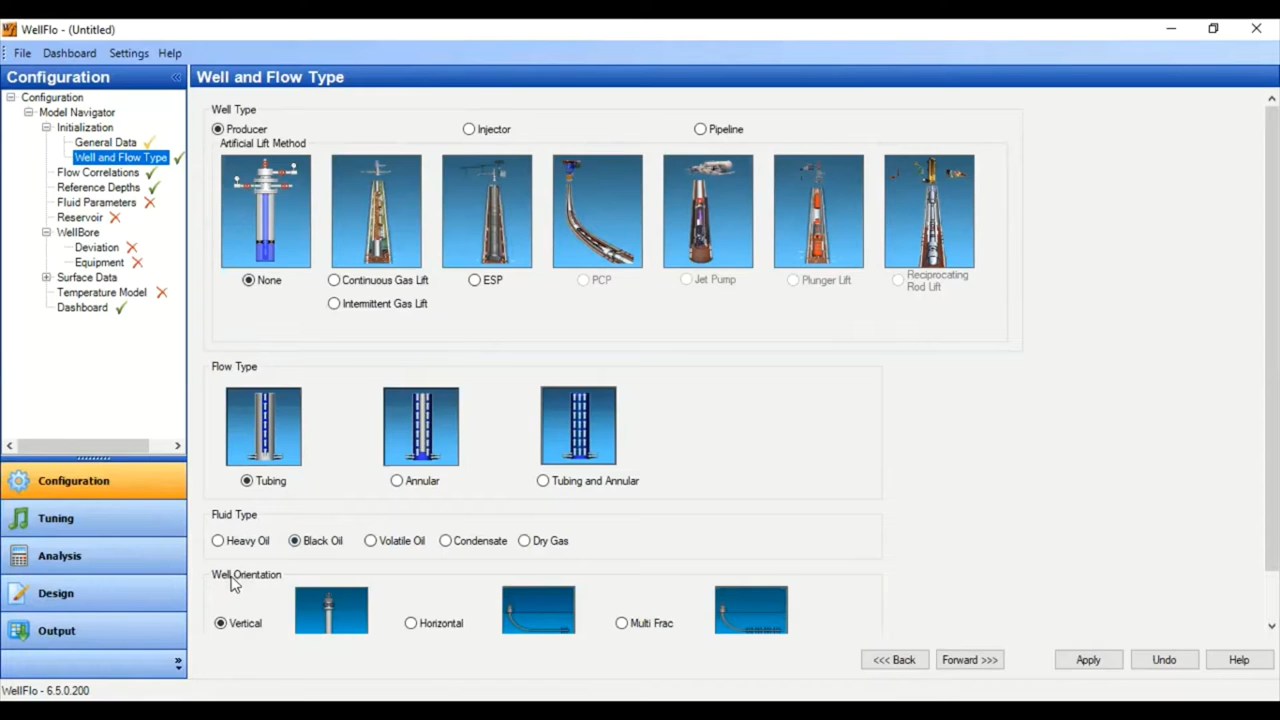 WellFlo - (Untitled)
File Dashboard Settings Help
Configuration
Well and Flow Type
Configuration
Model Navigator
Initialization
General Data
Well and Flow Type
Flow Correlations
Reference Depths
Fluid Parameters
Reservoir
WellBore
Deviation
Equipment
Surface Data
Temperature Model
Dashboard
Configuration
Tuning
Analysis
Design
Output
Well Type
Producer Injector Pipeline
Artificial Lift Method
None Continuous Gas Lift ESP PCP Jet Pump Plunger Lift Reciprocating Rod Lift
Intermittent Gas Lift
Flow Type
Tubing Annular Tubing and Annular
Fluid Type
Heavy Oil Black Oil Volatile Oil Condensate Dry Gas
Well Orientation
Vertical Horizontal Multi Frac
<<< Back Forward >>> Apply Undo Help
WellFlo - 6.5.0.200